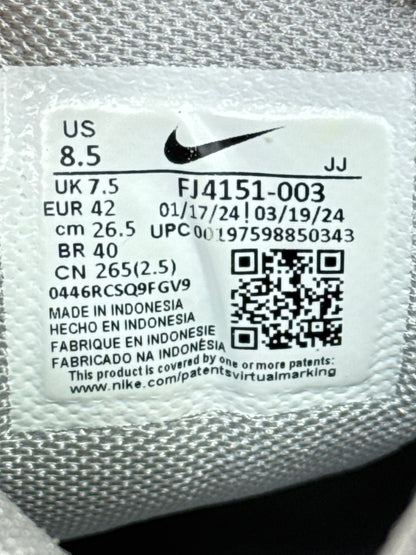 US
8.5
JJ
UK 7.5
FJ4151-003
EUR 42
01/17/24|03/19/24
cm 26.5
UPC 00197598850343
BR 40
CN 265(2.5)
0446RCSQ9FGV9
MADE IN INDONESIA
HECHO EN INDONESIA
FABRIQUE EN INDONESIE
FABRICADO NA INDONÉSIA
This product is covered by one or more patents:
www.nike.com/patentsvirtualmarking